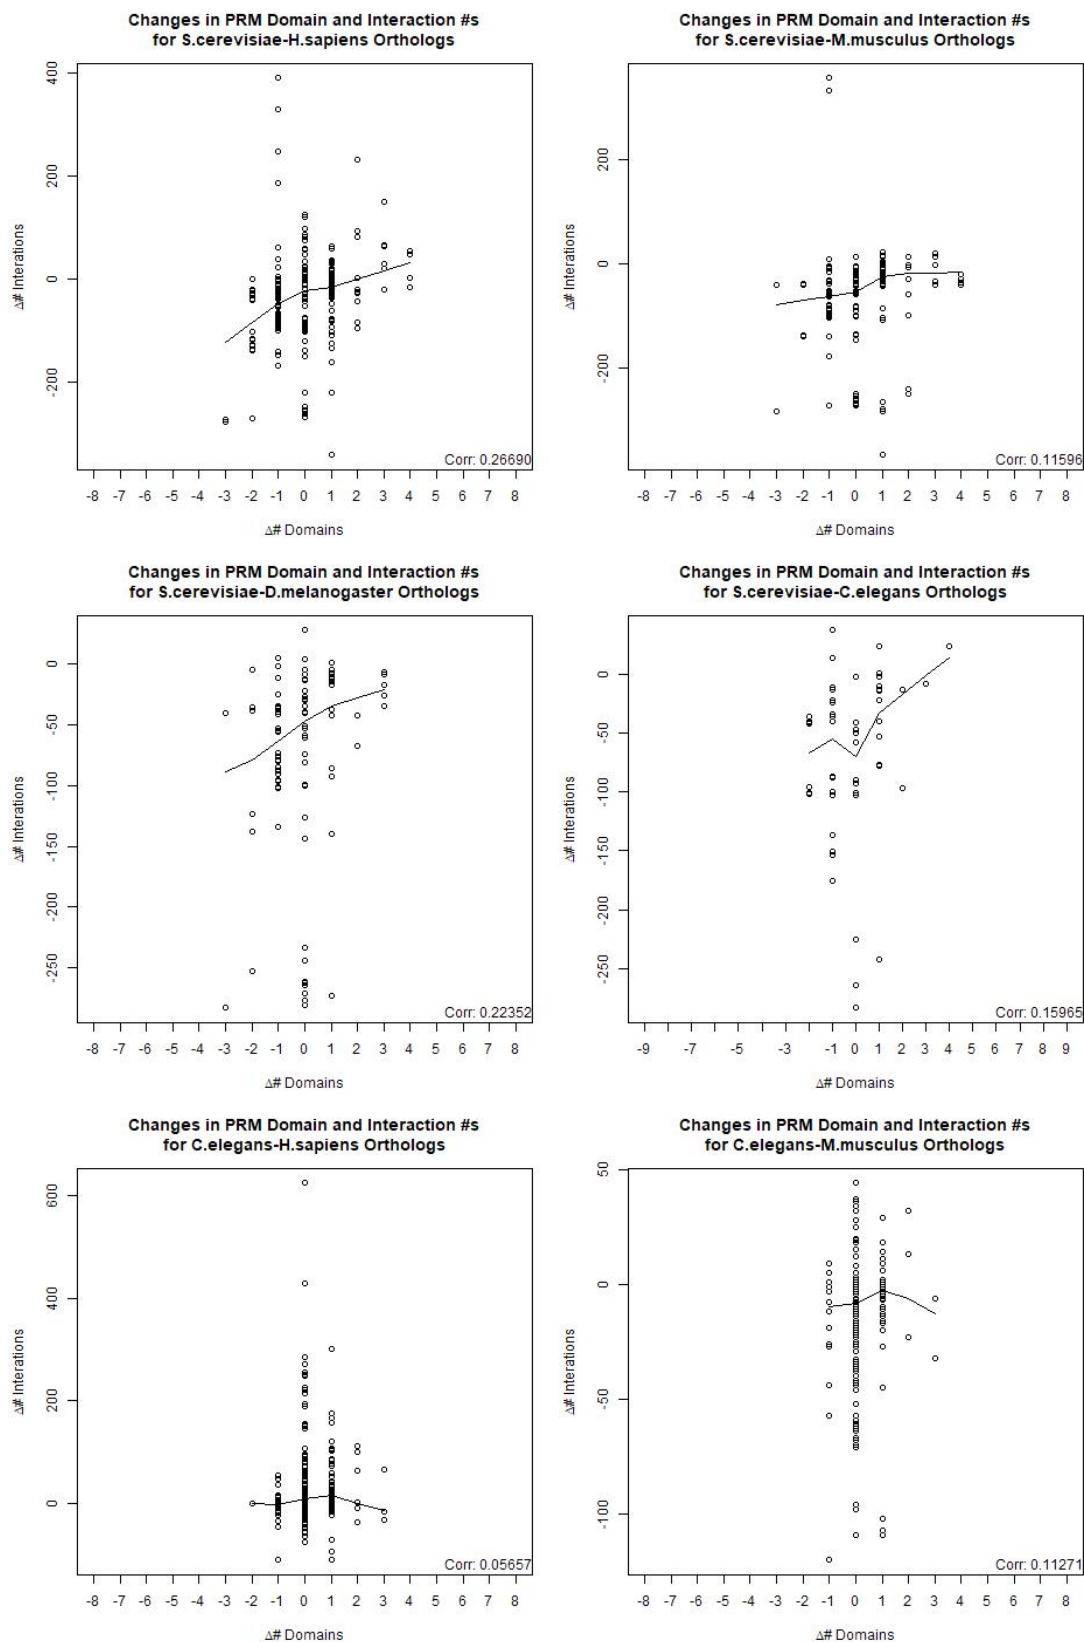 Changes in PRM Domain and Interaction #s
for S.cerevisiae-H.sapiens Orthologs
400
200
0
-200
Δ# Interations
Corr: 0.26690
-8 -7 -6 -5 -4 -3 -2 -1 0 1 2 3 4 5 6 7 8
Δ# Domains
Changes in PRM Domain and Interaction #s
for S.cerevisiae-M.musculus Orthologs
200
0
-200
Δ# Interations
Corr: 0.11596
-8 -7 -6 -5 -4 -3 -2 -1 0 1 2 3 4 5 6 7 8
Δ# Domains
Changes in PRM Domain and Interaction #s
for S.cerevisiae-D.melanogaster Orthologs
0
-50
-100
-150
-200
-250
Δ# Interations
Corr: 0.22352
-8 -7 -6 -5 -4 -3 -2 -1 0 1 2 3 4 5 6 7 8
Δ# Domains
Changes in PRM Domain and Interaction #s
for S.cerevisiae-C.elegans Orthologs
0
-50
-100
-150
-200
-250
Δ# Interations
Corr: 0.15965
-9 -7 -5 -3 -2 -1 0 1 2 3 4 5 6 7 8 9
Δ# Domains
Changes in PRM Domain and Interaction #s
for C.elegans-H.sapiens Orthologs
600
400
200
0
Δ# Interations
Corr: 0.05657
-8 -7 -6 -5 -4 -3 -2 -1 0 1 2 3 4 5 6 7 8
Δ# Domains
Changes in PRM Domain and Interaction #s
for C.elegans-M.musculus Orthologs
50
0
-50
-100
Δ# Interations
Corr: 0.11271
-8 -7 -6 -5 -4 -3 -2 -1 0 1 2 3 4 5 6 7 8
Δ# Domains